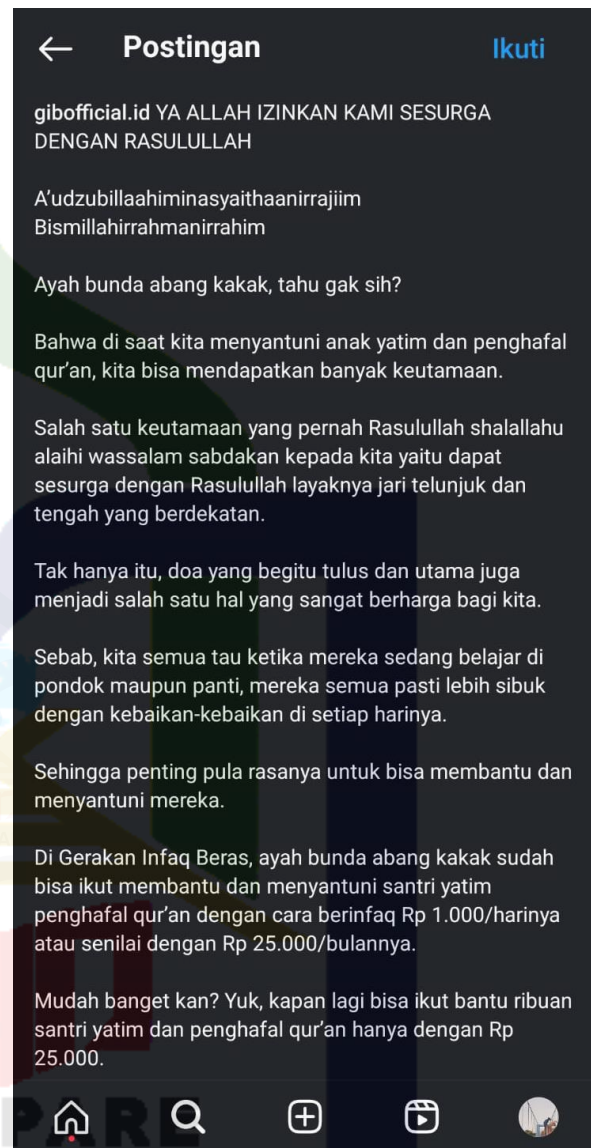 Postingan
Ikuti
gibofficial.id YA ALLAH IZINKAN KAMI SESURGA
DENGAN RASULULLAH
A’udzubillaahiminasyaithaanirrajiim
Bismillahirrahmanirrahim
Ayah bunda abang kakak, tahu gak sih?
Bahwa di saat kita menyantuni anak yatim dan penghafal
qur’an, kita bisa mendapatkan banyak keutamaan.
Salah satu keutamaan yang pernah Rasulullah shalallahu
alaihi wassalam sabdakan kepada kita yaitu dapat
sesurga dengan Rasulullah layaknya jari telunjuk dan
tengah yang berdekatan.
Tak hanya itu, doa yang begitu tulus dan utama juga
menjadi salah satu hal yang sangat berharga bagi kita.
Sebab, kita semua tau ketika mereka sedang belajar di
pondok maupun panti, mereka semua pasti lebih sibuk
dengan kebaikan-kebaikan di setiap harinya.
Sehingga penting pula rasanya untuk bisa membantu dan
menyantuni mereka.
Di Gerakan Infaq Beras, ayah bunda abang kakak sudah
bisa ikut membantu dan menyantuni santri yatim
penghafal qur’an dengan cara berinfaq Rp 1.000/harinya
atau senilai dengan Rp 25.000/bulannya.
Mudah banget kan? Yuk, kapan lagi bisa ikut bantu ribuan
santri yatim dan penghafal qur’an hanya dengan Rp
25.000.
PARE